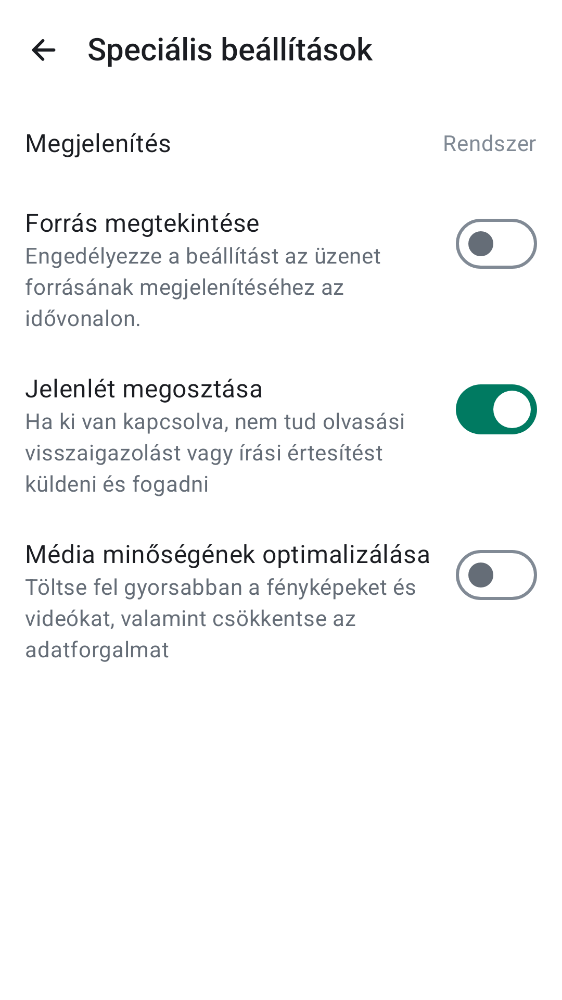 Speciális beállítások
Megjelenítés
Rendszer
Forrás megtekintése
Engedélyezze a beállítást az üzenet
forrásának megjelenítéséhez az
idővonalon.
Jelenlét megosztása
Ha ki van kapcsolva, nem tud olvasási
visszaigazolást vagy írási értesítést
küldeni és fogadni
Média minőségének optimalizálása
Töltse fel gyorsabban a fényképeket és
videókat, valamint csökkentse az
adatforgalmat